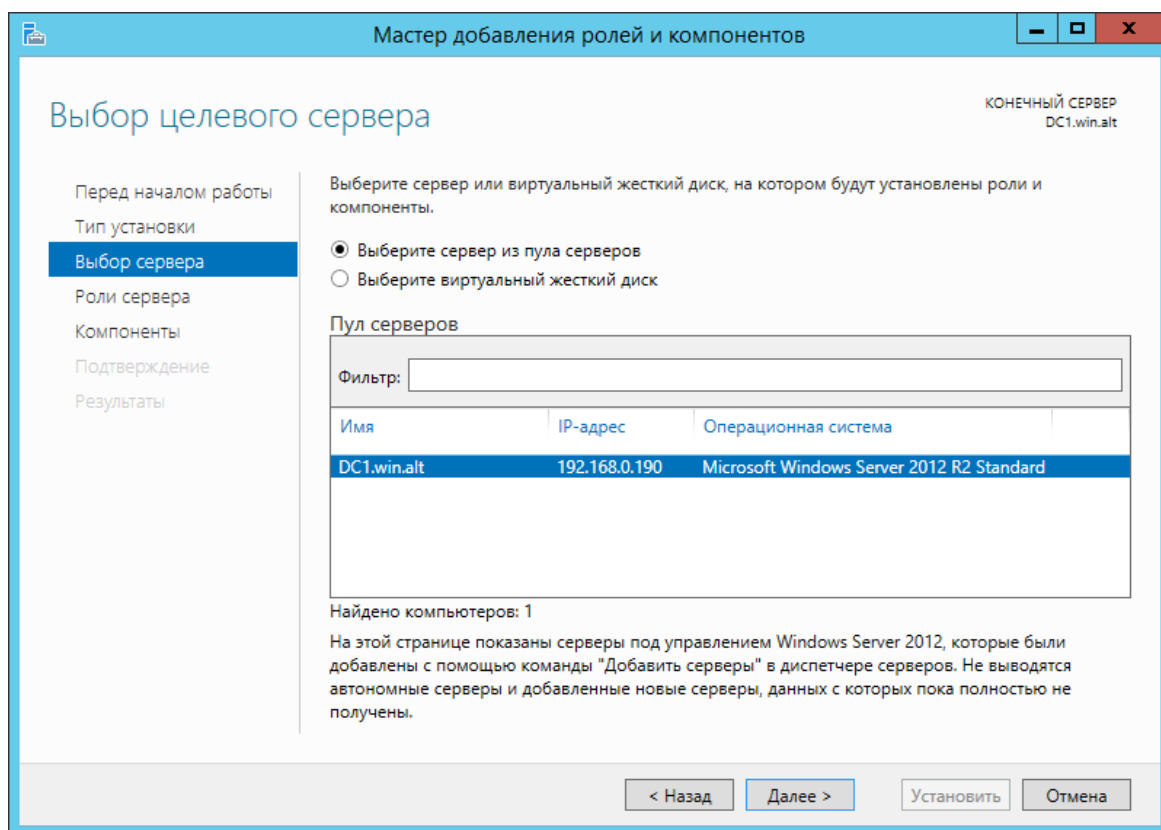 Мастер добавления ролей и компонентов
Выбор целевого сервера
КОНЕЧНЫЙ СЕРВЕР
DC1.win.alt
Перед началом работы
Тип установки
Выбор сервера
Роли сервера
Компоненты
Подтверждение
Результаты
Выберите сервер или виртуальный жесткий диск, на котором будут установлены роли и
компоненты.
Выберите сервер из пула серверов
Выберите виртуальный жесткий диск
Пул серверов
Фильтр:
Имя IP-адрес Операционная система
DC1.win.alt 192.168.0.190 Microsoft Windows Server 2012 R2 Standard
Найдено компьютеров: 1
На этой странице показаны серверы под управлением Windows Server 2012, которые были
добавлены с помощью команды "Добавить серверы" в диспетчере серверов. Не выводятся
автономные серверы и добавленные новые серверы, данных с которых пока полностью не
получены.
< Назад Далее > Установить Отмена